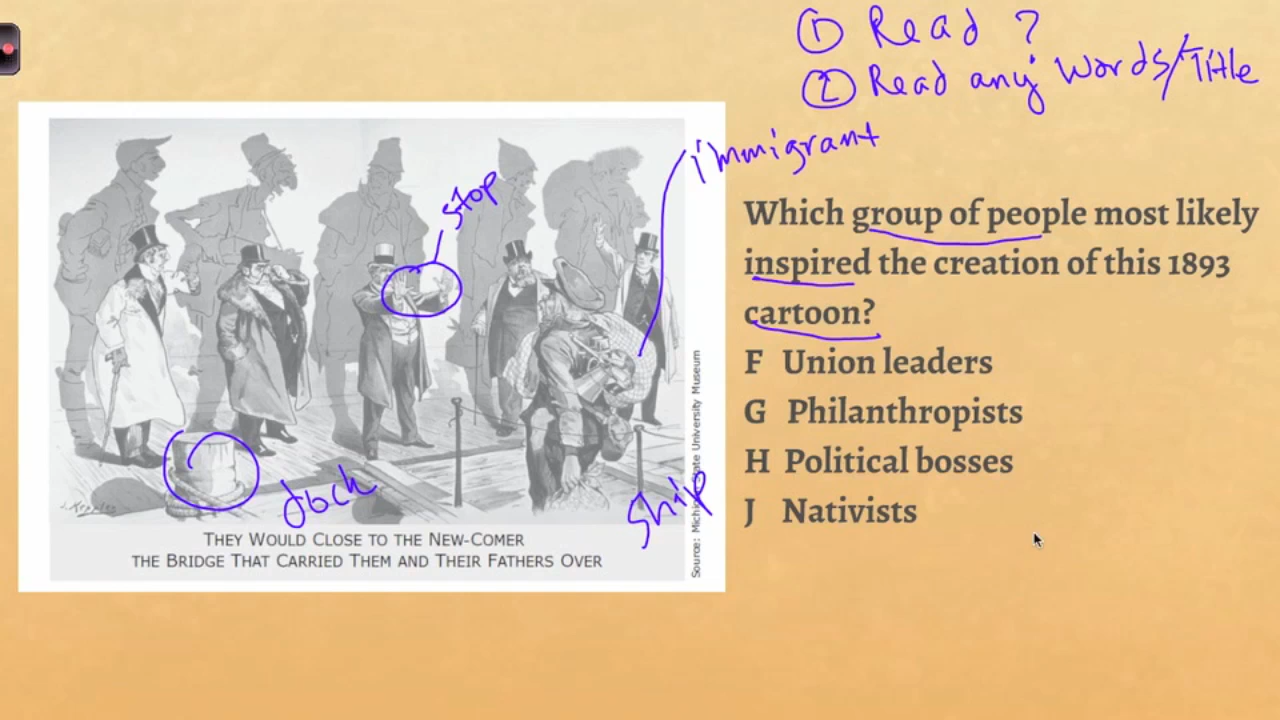 ① Read ?
② Read any Words/Title
immigrant
stop
dock
ship
J. Keppler
THEY WOULD CLOSE TO THE NEW-COMER
THE BRIDGE THAT CARRIED THEM AND THEIR FATHERS OVER
Source: Michigan State University Museum
Which group of people most likely
inspired the creation of this 1893
cartoon?
F Union leaders
G Philanthropists
H Political bosses
J Nativists